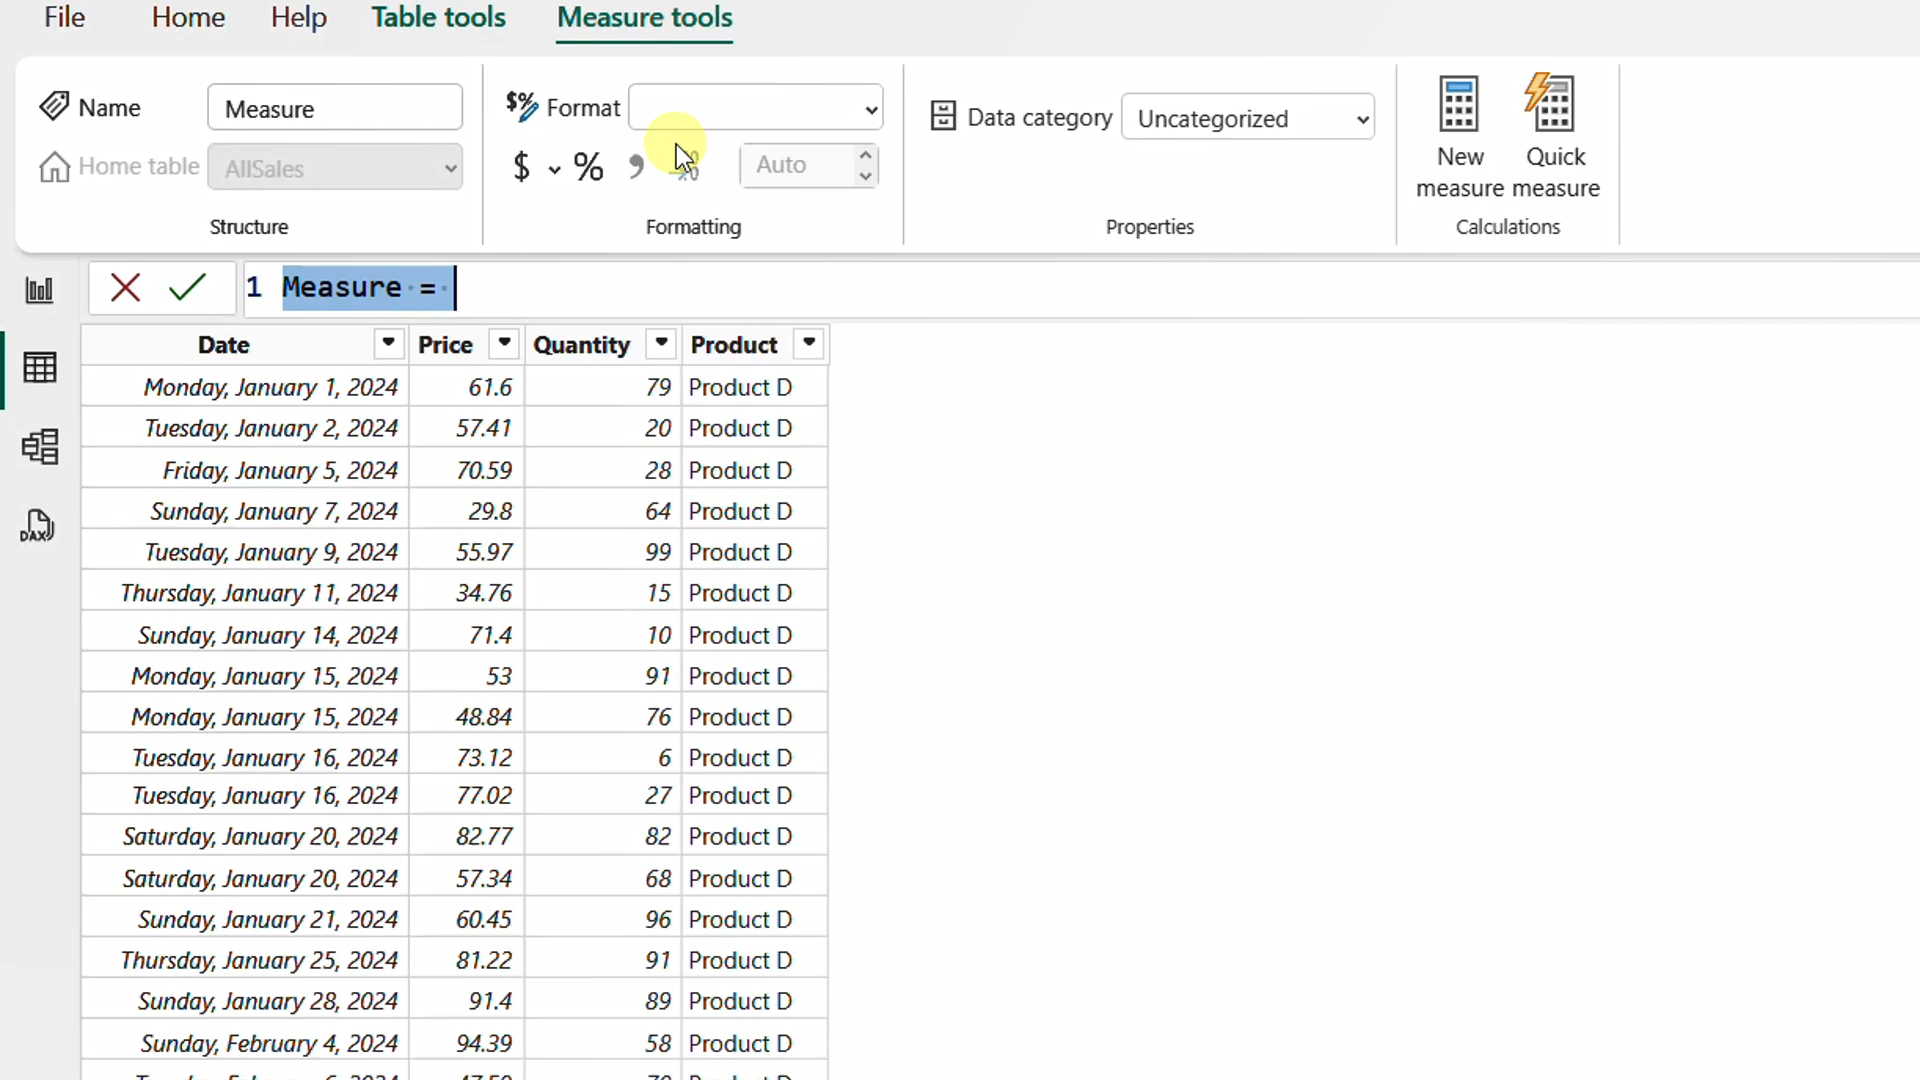 File Home Help Table tools Measure tools
Name Measure
Home table AllSales
Structure
$% Format
$ % , Auto
Formatting
Data category Uncategorized
Properties
New measure
Quick measure
Calculations
1 Measure =
DAX
Date Price Quantity Product
Monday, January 1, 2024 61.6 79 Product D
Tuesday, January 2, 2024 57.41 20 Product D
Friday, January 5, 2024 70.59 28 Product D
Sunday, January 7, 2024 29.8 64 Product D
Tuesday, January 9, 2024 55.97 99 Product D
Thursday, January 11, 2024 34.76 15 Product D
Sunday, January 14, 2024 71.4 10 Product D
Monday, January 15, 2024 53 91 Product D
Monday, January 15, 2024 48.84 76 Product D
Tuesday, January 16, 2024 73.12 6 Product D
Tuesday, January 16, 2024 77.02 27 Product D
Saturday, January 20, 2024 82.77 82 Product D
Saturday, January 20, 2024 57.34 68 Product D
Sunday, January 21, 2024 60.45 96 Product D
Thursday, January 25, 2024 81.22 91 Product D
Sunday, January 28, 2024 91.4 89 Product D
Sunday, February 4, 2024 94.39 58 Product D